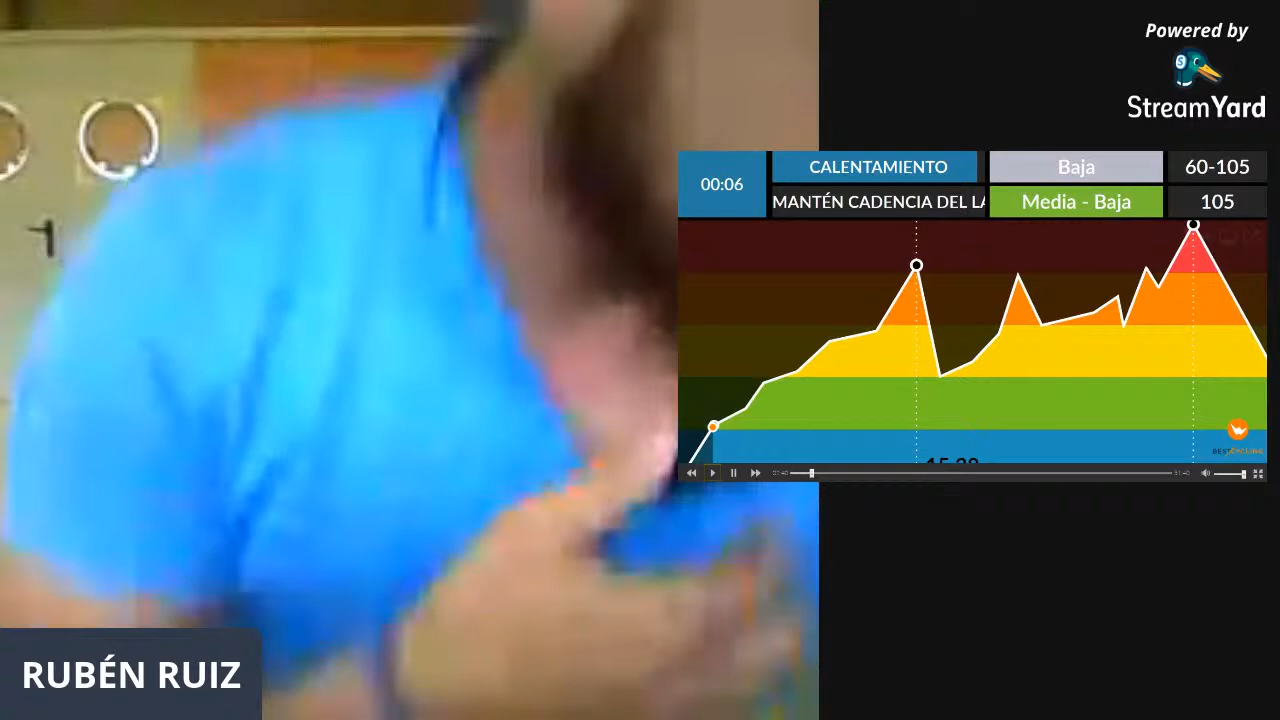 Powered by
StreamYard
00:06
CALENTAMIENTO
Baja
60-105
MANTÉN CADENCIA DEL LA
Media - Baja
105
RUBÉN RUIZ